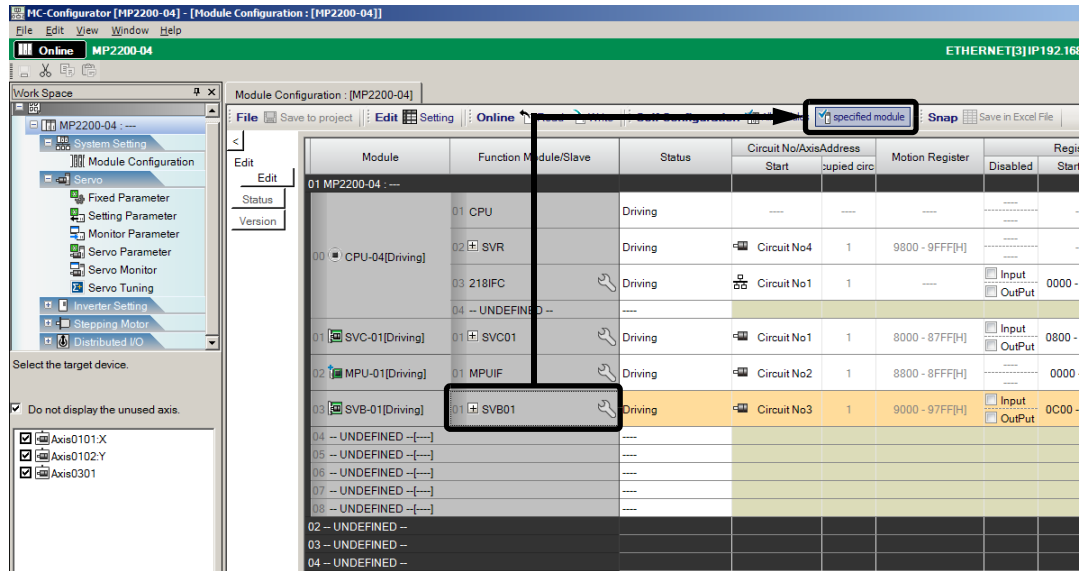 MC-Configurator [MP2200-04] - [Module Configuration : [MP2200-04]]
File Edit View Window Help
Online MP2200-04 ETHERNET[3] IP192.168
Work Space
Module Configuration : [MP2200-04]
File Save to project Edit Setting Online specified module Snap Save in Excel File
MP2200-04 : ---
System Setting
Module Configuration
Servo
Fixed Parameter
Setting Parameter
Monitor Parameter
Servo Parameter
Servo Monitor
Servo Tuning
Inverter Setting
Stepping Motor
Distributed I/O
Select the target device.
Do not display the unused axis.
Axis0101:X
Axis0102:Y
Axis0301
<
Edit
Edit
Status
Version
Module Function Module/Slave Status Circuit No/AxisAddress Motion Register Regis
Start cupied circ Disabled Start
01 MP2200-04 : ---
00 CPU-04[Driving]
01 CPU Driving ---- ---- ---- ----
----
02 SVR Driving Circuit No4 1 9800 - 9FFF[H] ----
----
03 218IFC Driving Circuit No1 1 ---- Input 0000 -
OutPut
04 -- UNDEFINED -- ----
01 SVC-01[Driving] 01 SVC01 Driving Circuit No1 1 8000 - 87FF[H] Input 0800 -
OutPut
02 MPU-01[Driving] 01 MPUIF Driving Circuit No2 1 8800 - 8FFF[H] ---- 0000 -
----
03 SVB-01[Driving] 01 SVB01 Driving Circuit No3 1 9000 - 97FF[H] Input 0C00 -
OutPut
04 -- UNDEFINED --[----] ----
05 -- UNDEFINED --[----] ----
06 -- UNDEFINED --[----] ----
07 -- UNDEFINED --[----] ----
08 -- UNDEFINED --[----] ----
02 -- UNDEFINED --
03 -- UNDEFINED --
04 -- UNDEFINED --